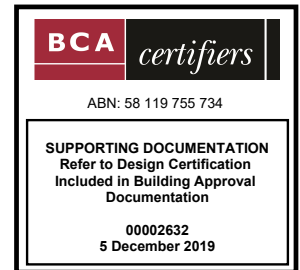 BCA certifiers
ABN: 58 119 755 734
SUPPORTING DOCUMENTATION
Refer to Design Certification
Included in Building Approval
Documentation
00002632
5 December 2019